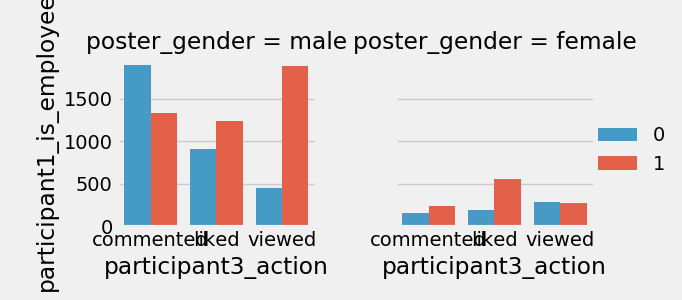 poster_gender = male
poster_gender = female
participant1_is_employee
1500
1000
500
0
commented
liked
viewed
commented
liked
viewed
participant3_action
participant3_action
0
1